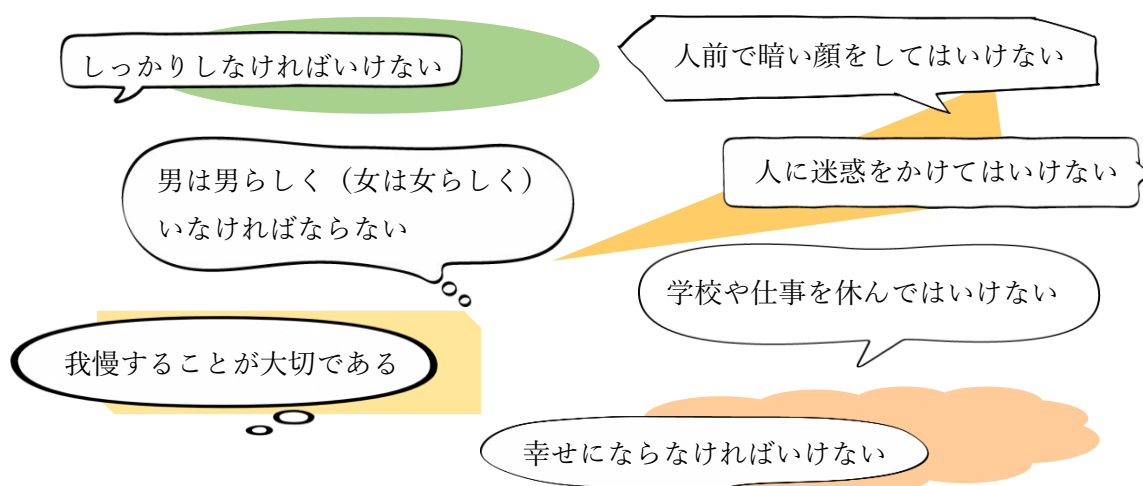 しっかりしなければいけない
人前で暗い顔をしてはいけない
男は男らしく（女は女らしく）
いなければならない
人に迷惑をかけてはいけない
学校や仕事を休んではいけない
我慢することが大切である
幸せにならなければいけない